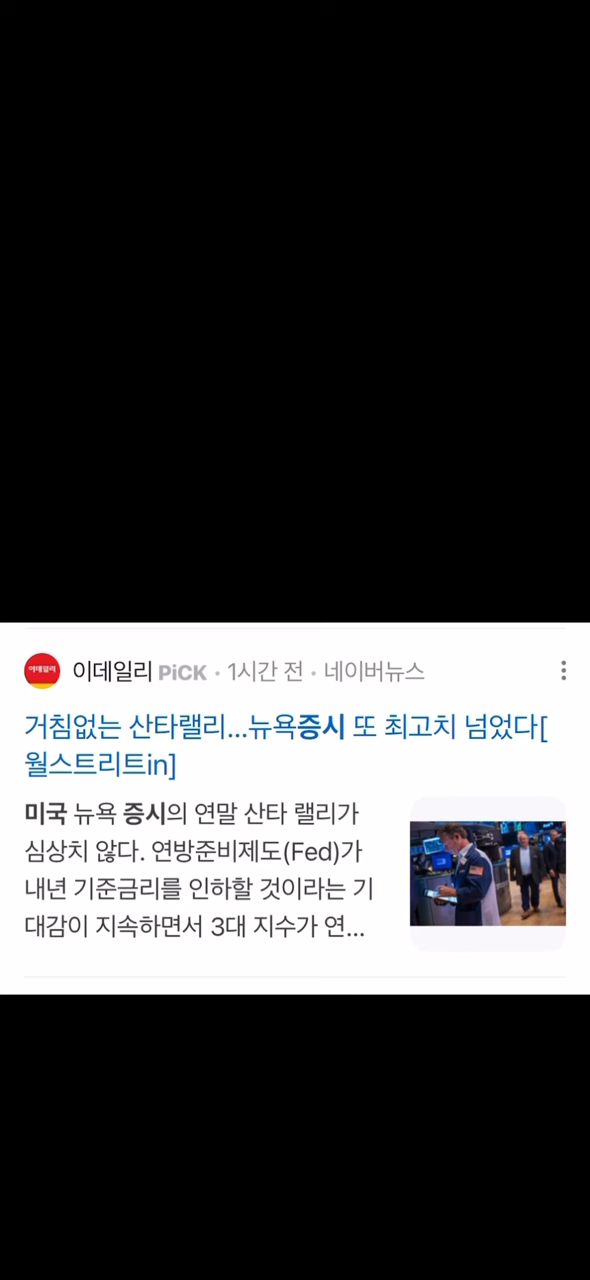 이데일리 이데일리 PiCK · 1시간 전 · 네이버뉴스
거침없는 산타랠리...뉴욕증시 또 최고치 넘었다[
월스트리트in]
미국 뉴욕 증시의 연말 산타 랠리가
심상치 않다. 연방준비제도(Fed)가
내년 기준금리를 인하할 것이라는 기
대감이 지속하면서 3대 지수가 연...